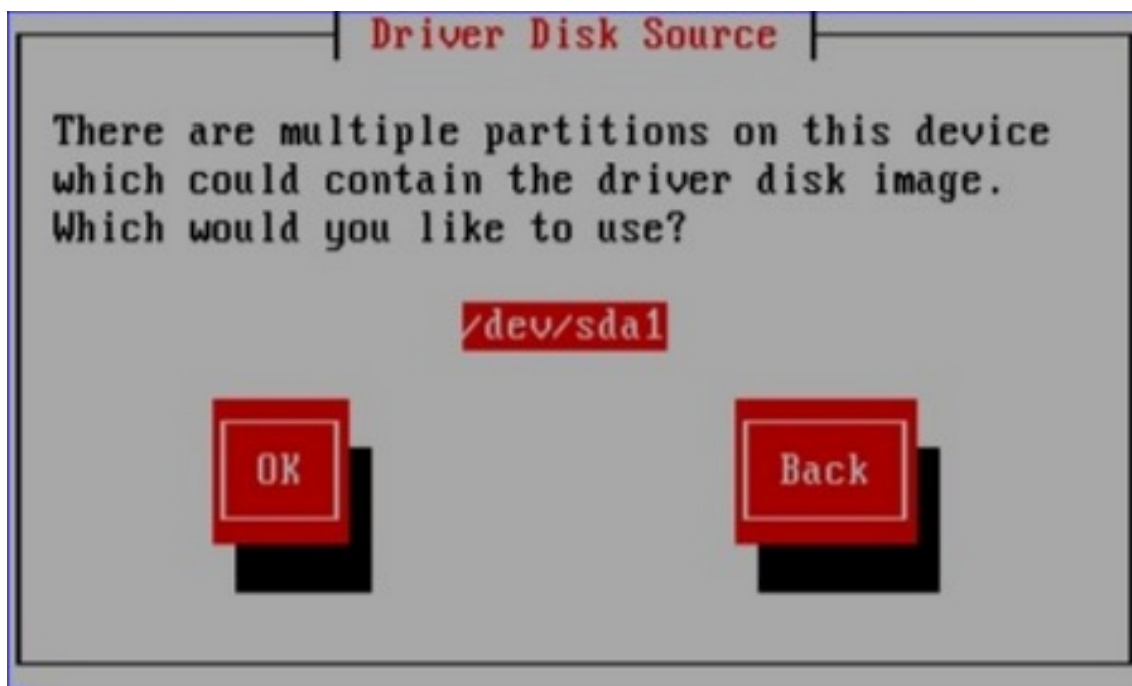 Driver Disk Source
There are multiple partitions on this device
which could contain the driver disk image.
Which would you like to use?
/dev/sda1
OK Back